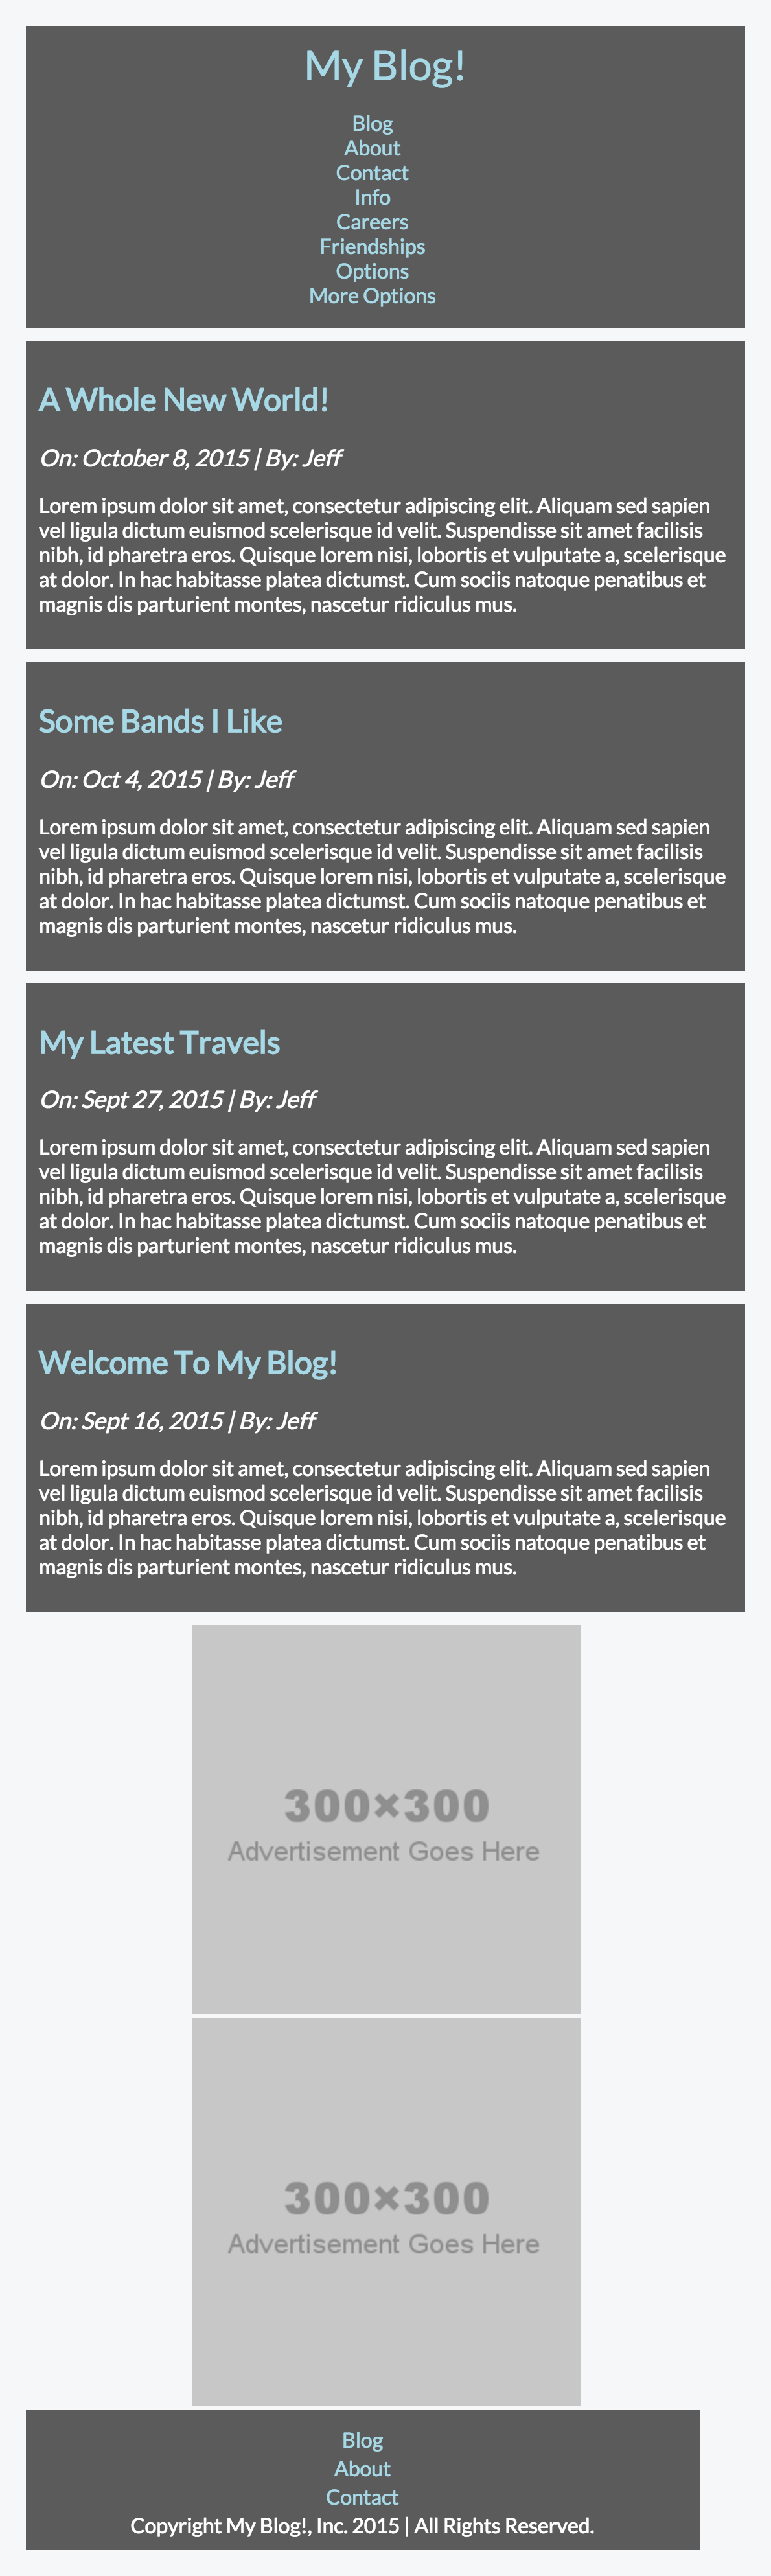 My Blog!
Blog
About
Contact
Info
Careers
Friendships
Options
More Options
A Whole New World!
On: October 8, 2015 | By: Jeff
Lorem ipsum dolor sit amet, consectetur adipiscing elit. Aliquam sed sapien
vel ligula dictum euismod scelerisque id velit. Suspendisse sit amet facilisis
nibh, id pharetra eros. Quisque lorem nisi, lobortis et vulputate a, scelerisque
at dolor. In hac habitasse platea dictumst. Cum sociis natoque penatibus et
magnis dis parturient montes, nascetur ridiculus mus.
Some Bands I Like
On: Oct 4, 2015 | By: Jeff
Lorem ipsum dolor sit amet, consectetur adipiscing elit. Aliquam sed sapien
vel ligula dictum euismod scelerisque id velit. Suspendisse sit amet facilisis
nibh, id pharetra eros. Quisque lorem nisi, lobortis et vulputate a, scelerisque
at dolor. In hac habitasse platea dictumst. Cum sociis natoque penatibus et
magnis dis parturient montes, nascetur ridiculus mus.
My Latest Travels
On: Sept 27, 2015 | By: Jeff
Lorem ipsum dolor sit amet, consectetur adipiscing elit. Aliquam sed sapien
vel ligula dictum euismod scelerisque id velit. Suspendisse sit amet facilisis
nibh, id pharetra eros. Quisque lorem nisi, lobortis et vulputate a, scelerisque
at dolor. In hac habitasse platea dictumst. Cum sociis natoque penatibus et
magnis dis parturient montes, nascetur ridiculus mus.
Welcome To My Blog!
On: Sept 16, 2015 | By: Jeff
Lorem ipsum dolor sit amet, consectetur adipiscing elit. Aliquam sed sapien
vel ligula dictum euismod scelerisque id velit. Suspendisse sit amet facilisis
nibh, id pharetra eros. Quisque lorem nisi, lobortis et vulputate a, scelerisque
at dolor. In hac habitasse platea dictumst. Cum sociis natoque penatibus et
magnis dis parturient montes, nascetur ridiculus mus.
300×300
Advertisement Goes Here
300×300
Advertisement Goes Here
Blog
About
Contact
Copyright My Blog!, Inc. 2015 | All Rights Reserved.